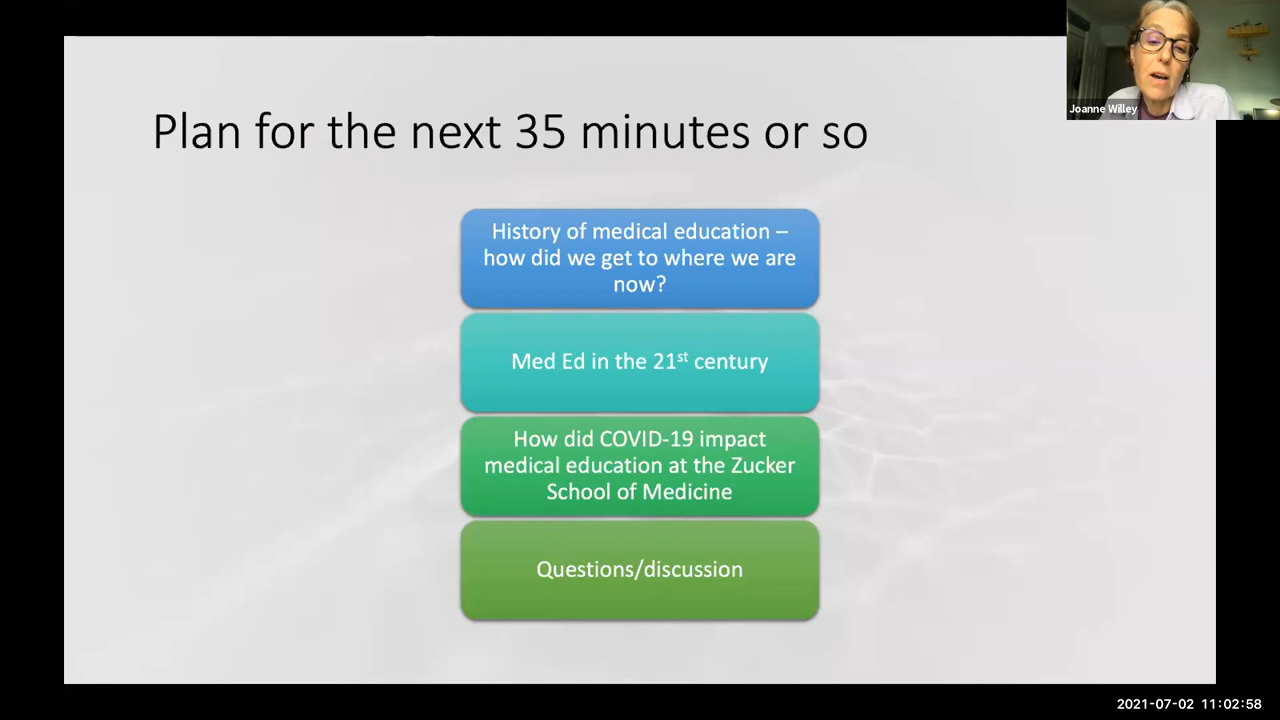 Plan for the next 35 minutes or so
History of medical education –
how did we get to where we are
now?
Med Ed in the 21st century
How did COVID-19 impact
medical education at the Zucker
School of Medicine
Questions/discussion
Joanne Willey
2021-07-02 11:02:58